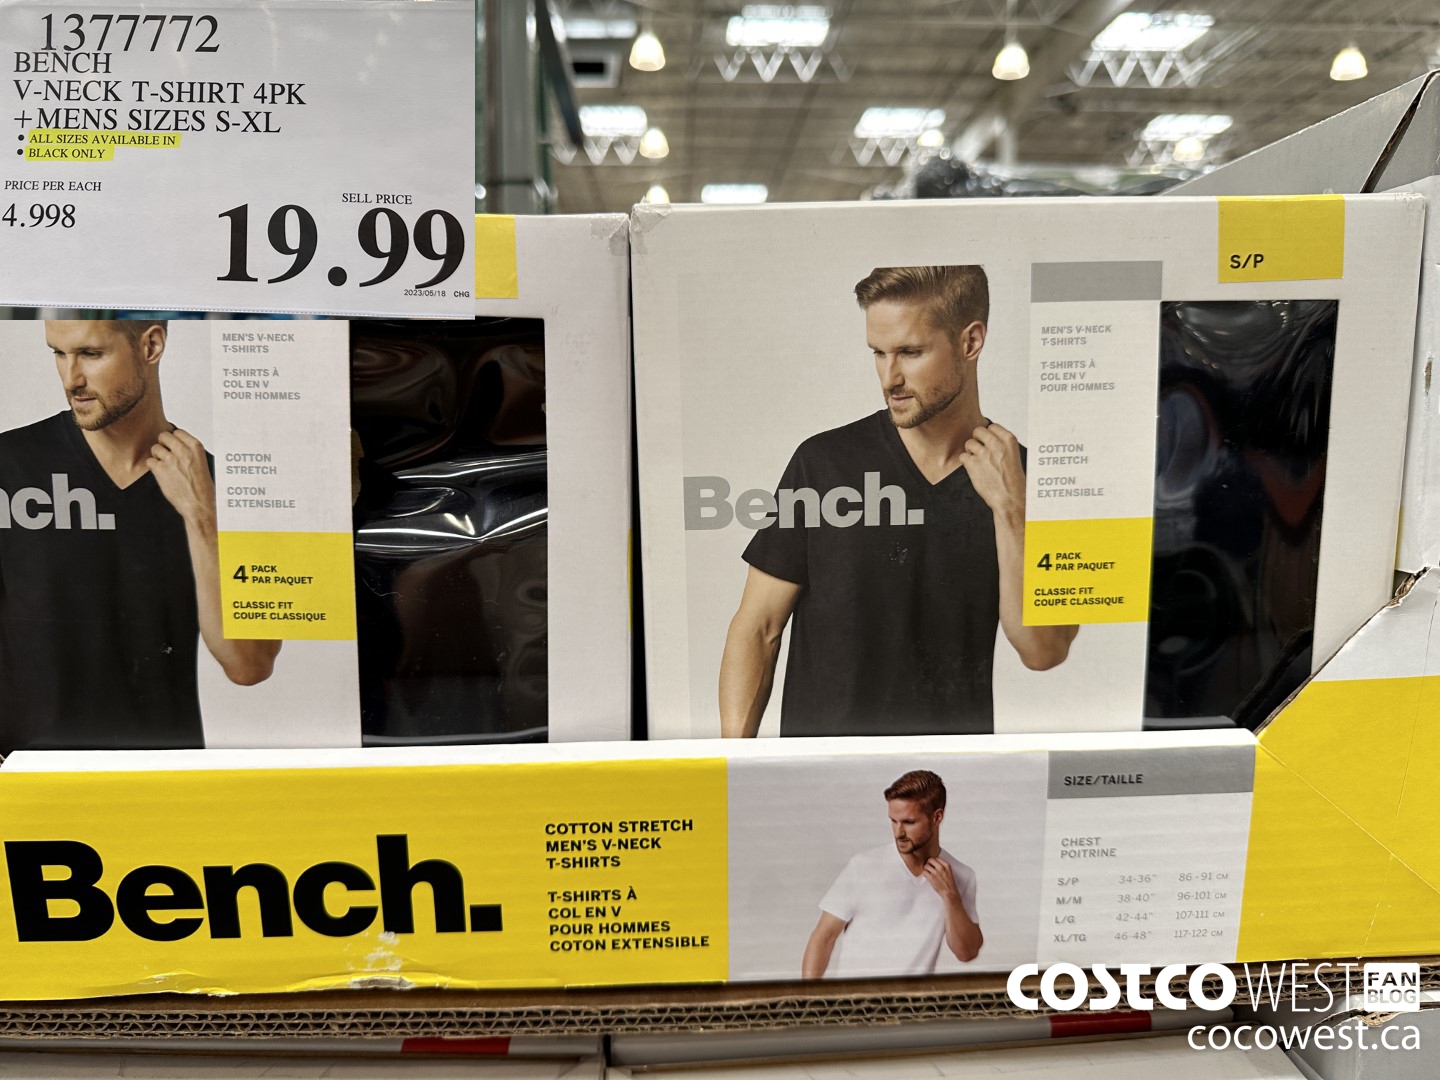 1377772
BENCH
V-NECK T-SHIRT 4PK
+MENS SIZES S-XL
• ALL SIZES AVAILABLE IN
• BLACK ONLY
PRICE PER EACH
4.998
SELL PRICE
19.99
2023/05/18 CHG
MEN'S V-NECK
T-SHIRTS
T-SHIRTS À
COL EN V
POUR HOMMES
COTTON
STRETCH
COTON
EXTENSIBLE
nch.
4 PACK
PAR PAQUET
CLASSIC FIT
COUPE CLASSIQUE
S/P
MEN'S V-NECK
T-SHIRTS
T-SHIRTS À
COL EN V
POUR HOMMES
COTTON
STRETCH
COTON
EXTENSIBLE
Bench.
4 PACK
PAR PAQUET
CLASSIC FIT
COUPE CLASSIQUE
Bench.
COTTON STRETCH
MEN'S V-NECK
T-SHIRTS
T-SHIRTS À
COL EN V
POUR HOMMES
COTON EXTENSIBLE
SIZE/TAILLE
CHEST
POITRINE
S/P 34-36" 86-91 CM
M/M 38-40" 96-101 CM
L/G 42-44" 107-111 CM
XL/TG 46-48" 117-122 CM
COSTCO WEST FAN BLOG
cocowest.ca